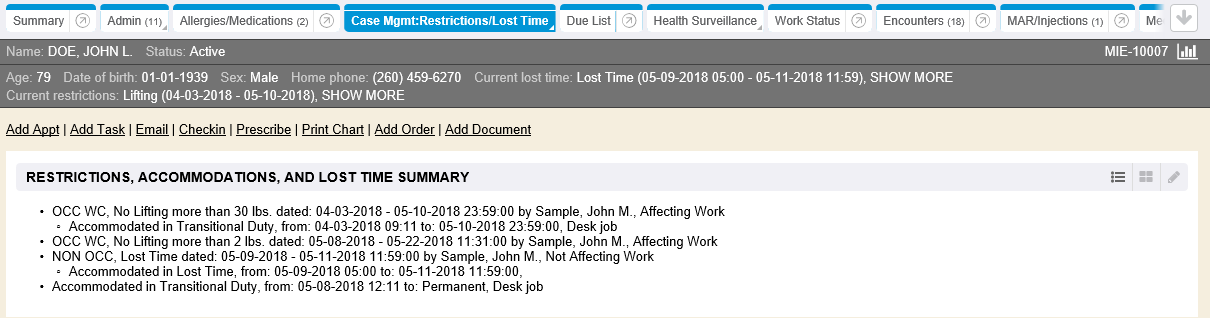 Summary Admin (11) Allergies/Medications (2) Case Mgmt:Restrictions/Lost Time Due List Health Surveillance Work Status Encounters (18) MAR/Injections (1) Me
Name: DOE, JOHN L. Status: Active MIE-10007
Age: 79 Date of birth: 01-01-1939 Sex: Male Home phone: (260) 459-6270 Current lost time: Lost Time (05-09-2018 05:00 - 05-11-2018 11:59), SHOW MORE
Current restrictions: Lifting (04-03-2018 - 05-10-2018), SHOW MORE
Add Appt | Add Task | Email | Checkin | Prescribe | Print Chart | Add Order | Add Document
RESTRICTIONS, ACCOMMODATIONS, AND LOST TIME SUMMARY
• OCC WC, No Lifting more than 30 lbs. dated: 04-03-2018 - 05-10-2018 23:59:00 by Sample, John M., Affecting Work
▫ Accommodated in Transitional Duty, from: 04-03-2018 09:11 to: 05-10-2018 23:59:00, Desk job
• OCC WC, No Lifting more than 2 lbs. dated: 05-08-2018 - 05-22-2018 11:31:00 by Sample, John M., Affecting Work
• NON OCC, Lost Time dated: 05-09-2018 - 05-11-2018 11:59:00 by Sample, John M., Not Affecting Work
▫ Accommodated in Lost Time, from: 05-09-2018 05:00 to: 05-11-2018 11:59:00,
• Accommodated in Transitional Duty, from: 05-08-2018 12:11 to: Permanent, Desk job